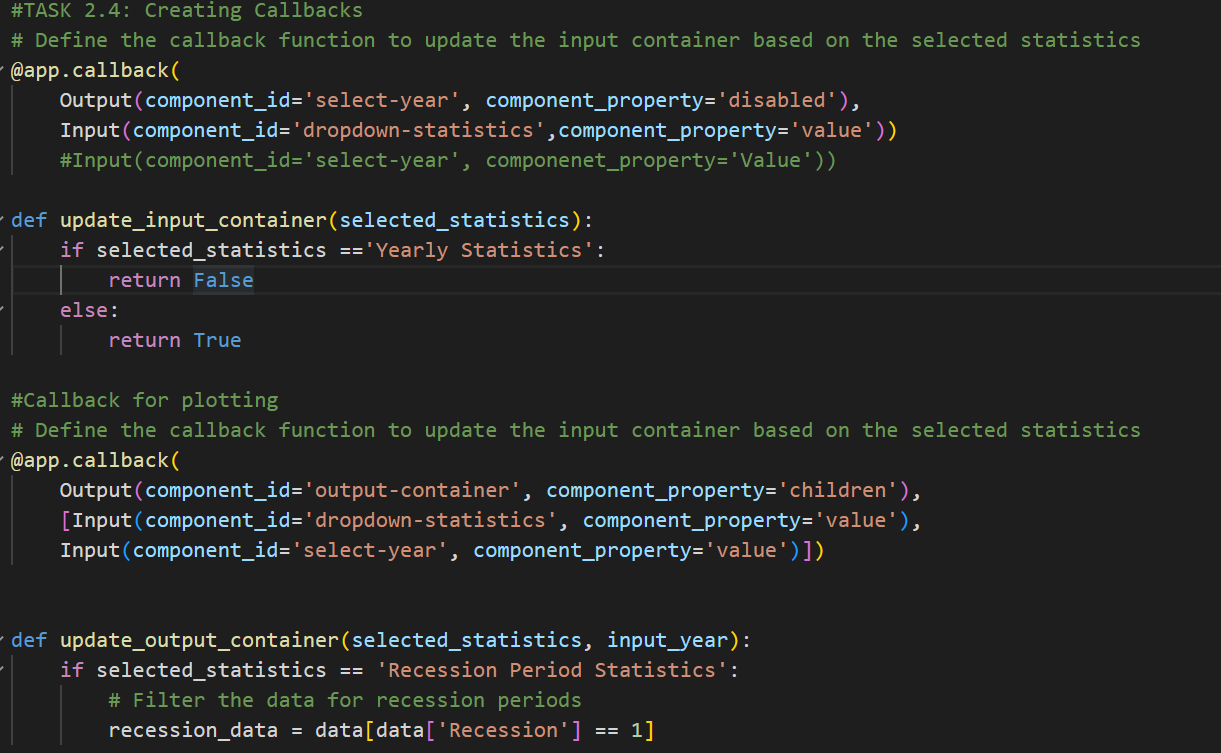 #TASK 2.4: Creating Callbacks
# Define the callback function to update the input container based on the selected statistics
@app.callback(
    Output(component_id='select-year', component_property='disabled'),
    Input(component_id='dropdown-statistics',component_property='value'))
    #Input(component_id='select-year', componenet_property='Value'))
def update_input_container(selected_statistics):
    if selected_statistics =='Yearly Statistics':
        return False
    else:
        return True
#Callback for plotting
# Define the callback function to update the input container based on the selected statistics
@app.callback(
    Output(component_id='output-container', component_property='children'),
    [Input(component_id='dropdown-statistics', component_property='value'),
    Input(component_id='select-year', component_property='value')])
def update_output_container(selected_statistics, input_year):
    if selected_statistics == 'Recession Period Statistics':
        # Filter the data for recession periods
        recession_data = data[data['Recession'] == 1]